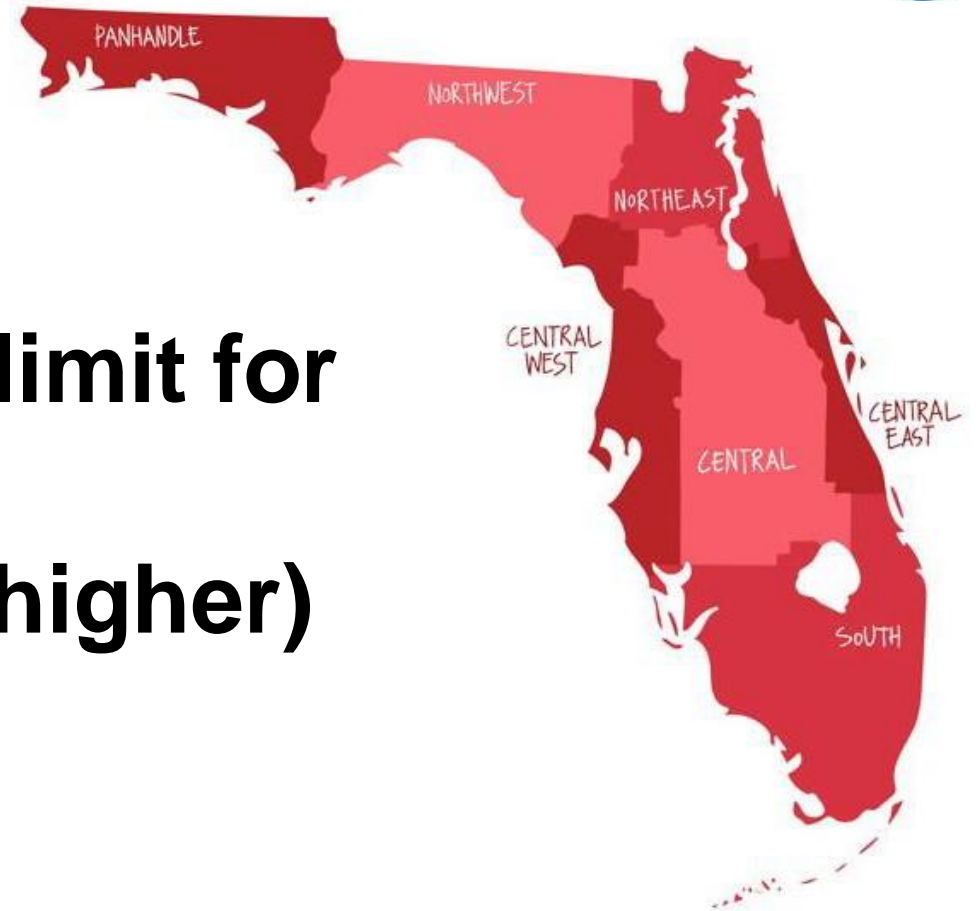 PANHANDLE
NORTHWEST
NORTHEAST
limit for
CENTRAL
WEST
CENTRAL
EAST
CENTRAL
higher)
SOUTH